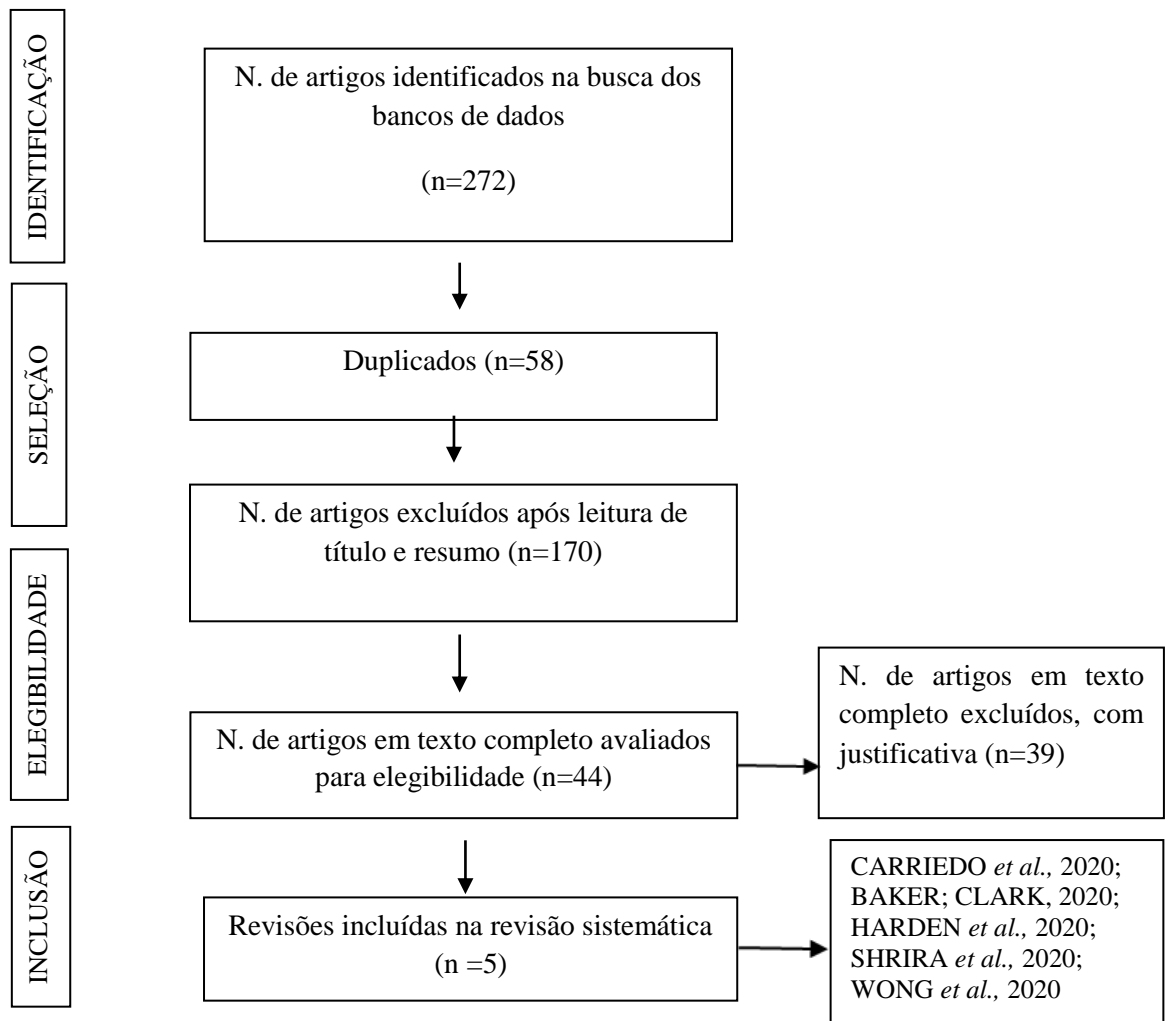 IDENTIFICAÇÃO
N. de artigos identificados na busca dos
bancos de dados
(n=272)
SELEÇÃO
Duplicados (n=58)
N. de artigos excluídos após leitura de
título e resumo (n=170)
ELEGIBILIDADE
N. de artigos em texto completo avaliados
para elegibilidade (n=44)
N. de artigos em texto
completo excluídos, com
justificativa (n=39)
INCLUSÃO
Revisões incluídas na revisão sistemática
(n =5)
CARRIEDO et al., 2020;
BAKER; CLARK, 2020;
HARDEN et al., 2020;
SHRIRA et al., 2020;
WONG et al., 2020